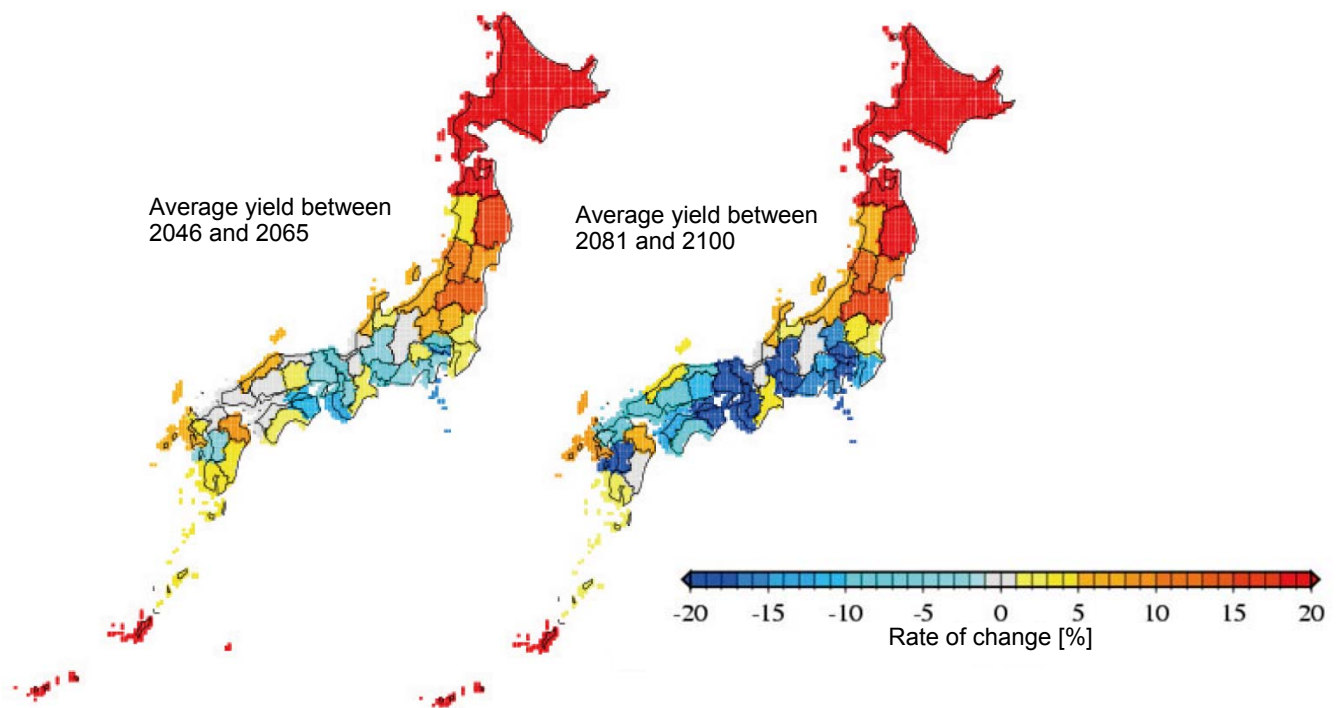 Average yield between
2046 and 2065
Average yield between
2081 and 2100
-20 -15 -10 -5 0 5 10 15 20
Rate of change [%]